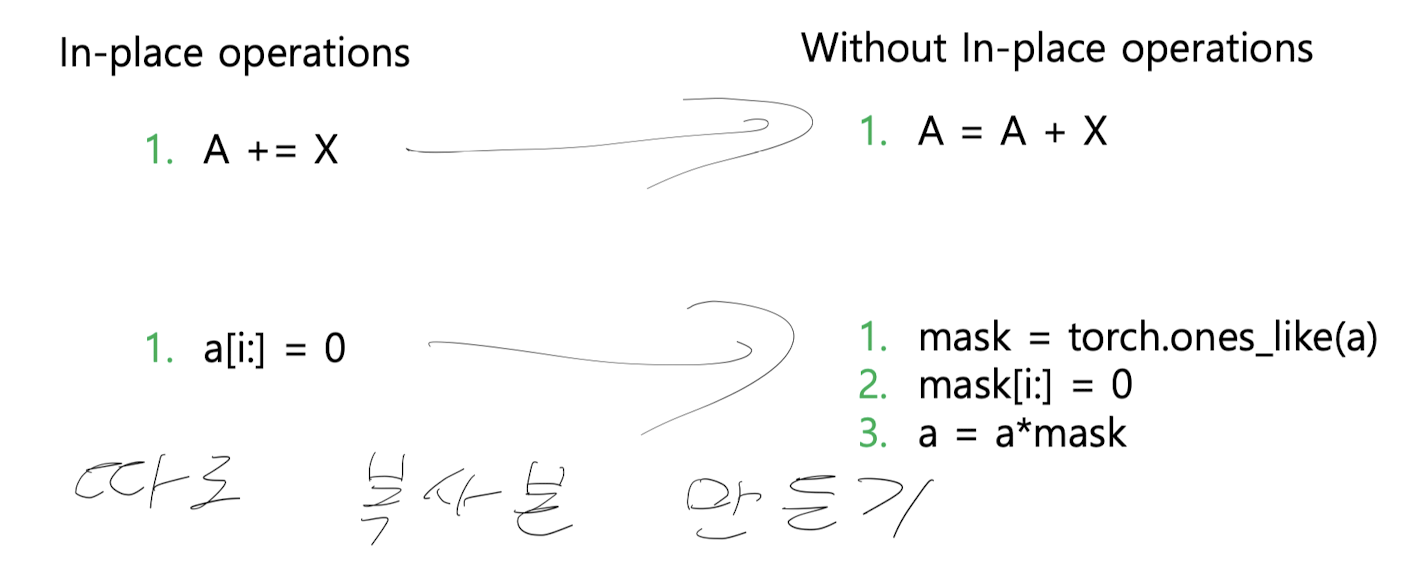 In-place operations
Without In-place operations
1. A += X
1. A = A + X
1. a[i:] = 0
1. mask = torch.ones_like(a)
2. mask[i:] = 0
3. a = a*mask
따로 복사본 만들기